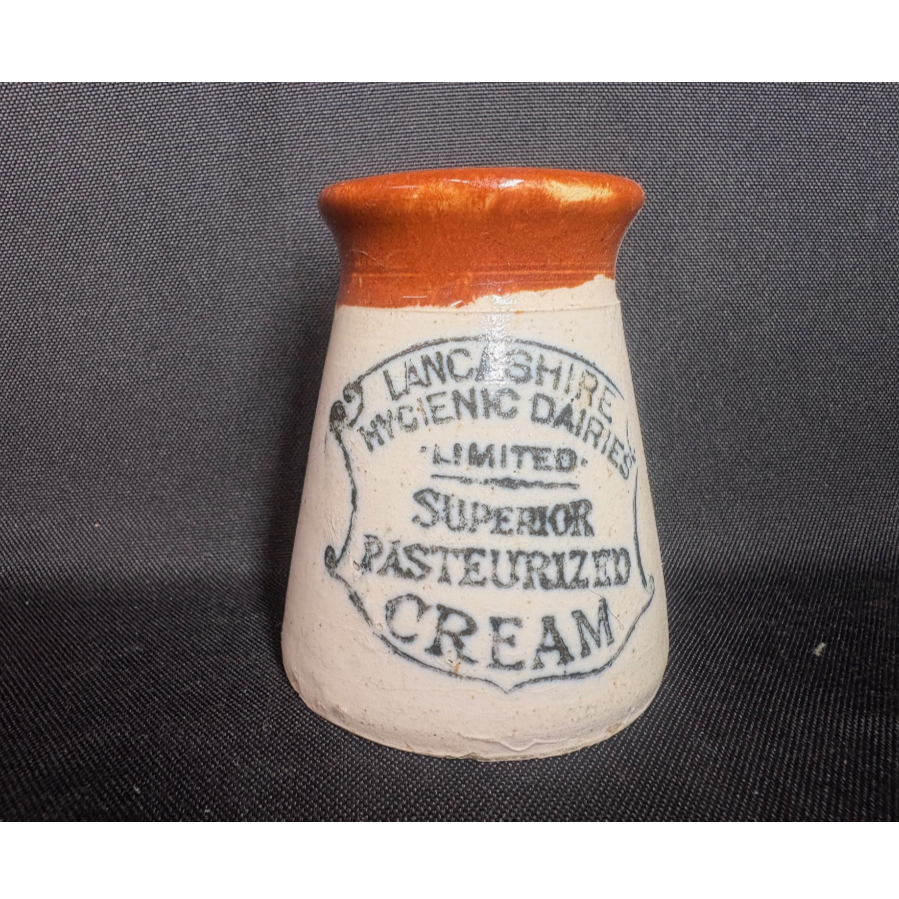 LANCASHIRE
HYGIENIC DAIRIES
"LIMITED"
SUPERIOR
PASTEURIZED
CREAM